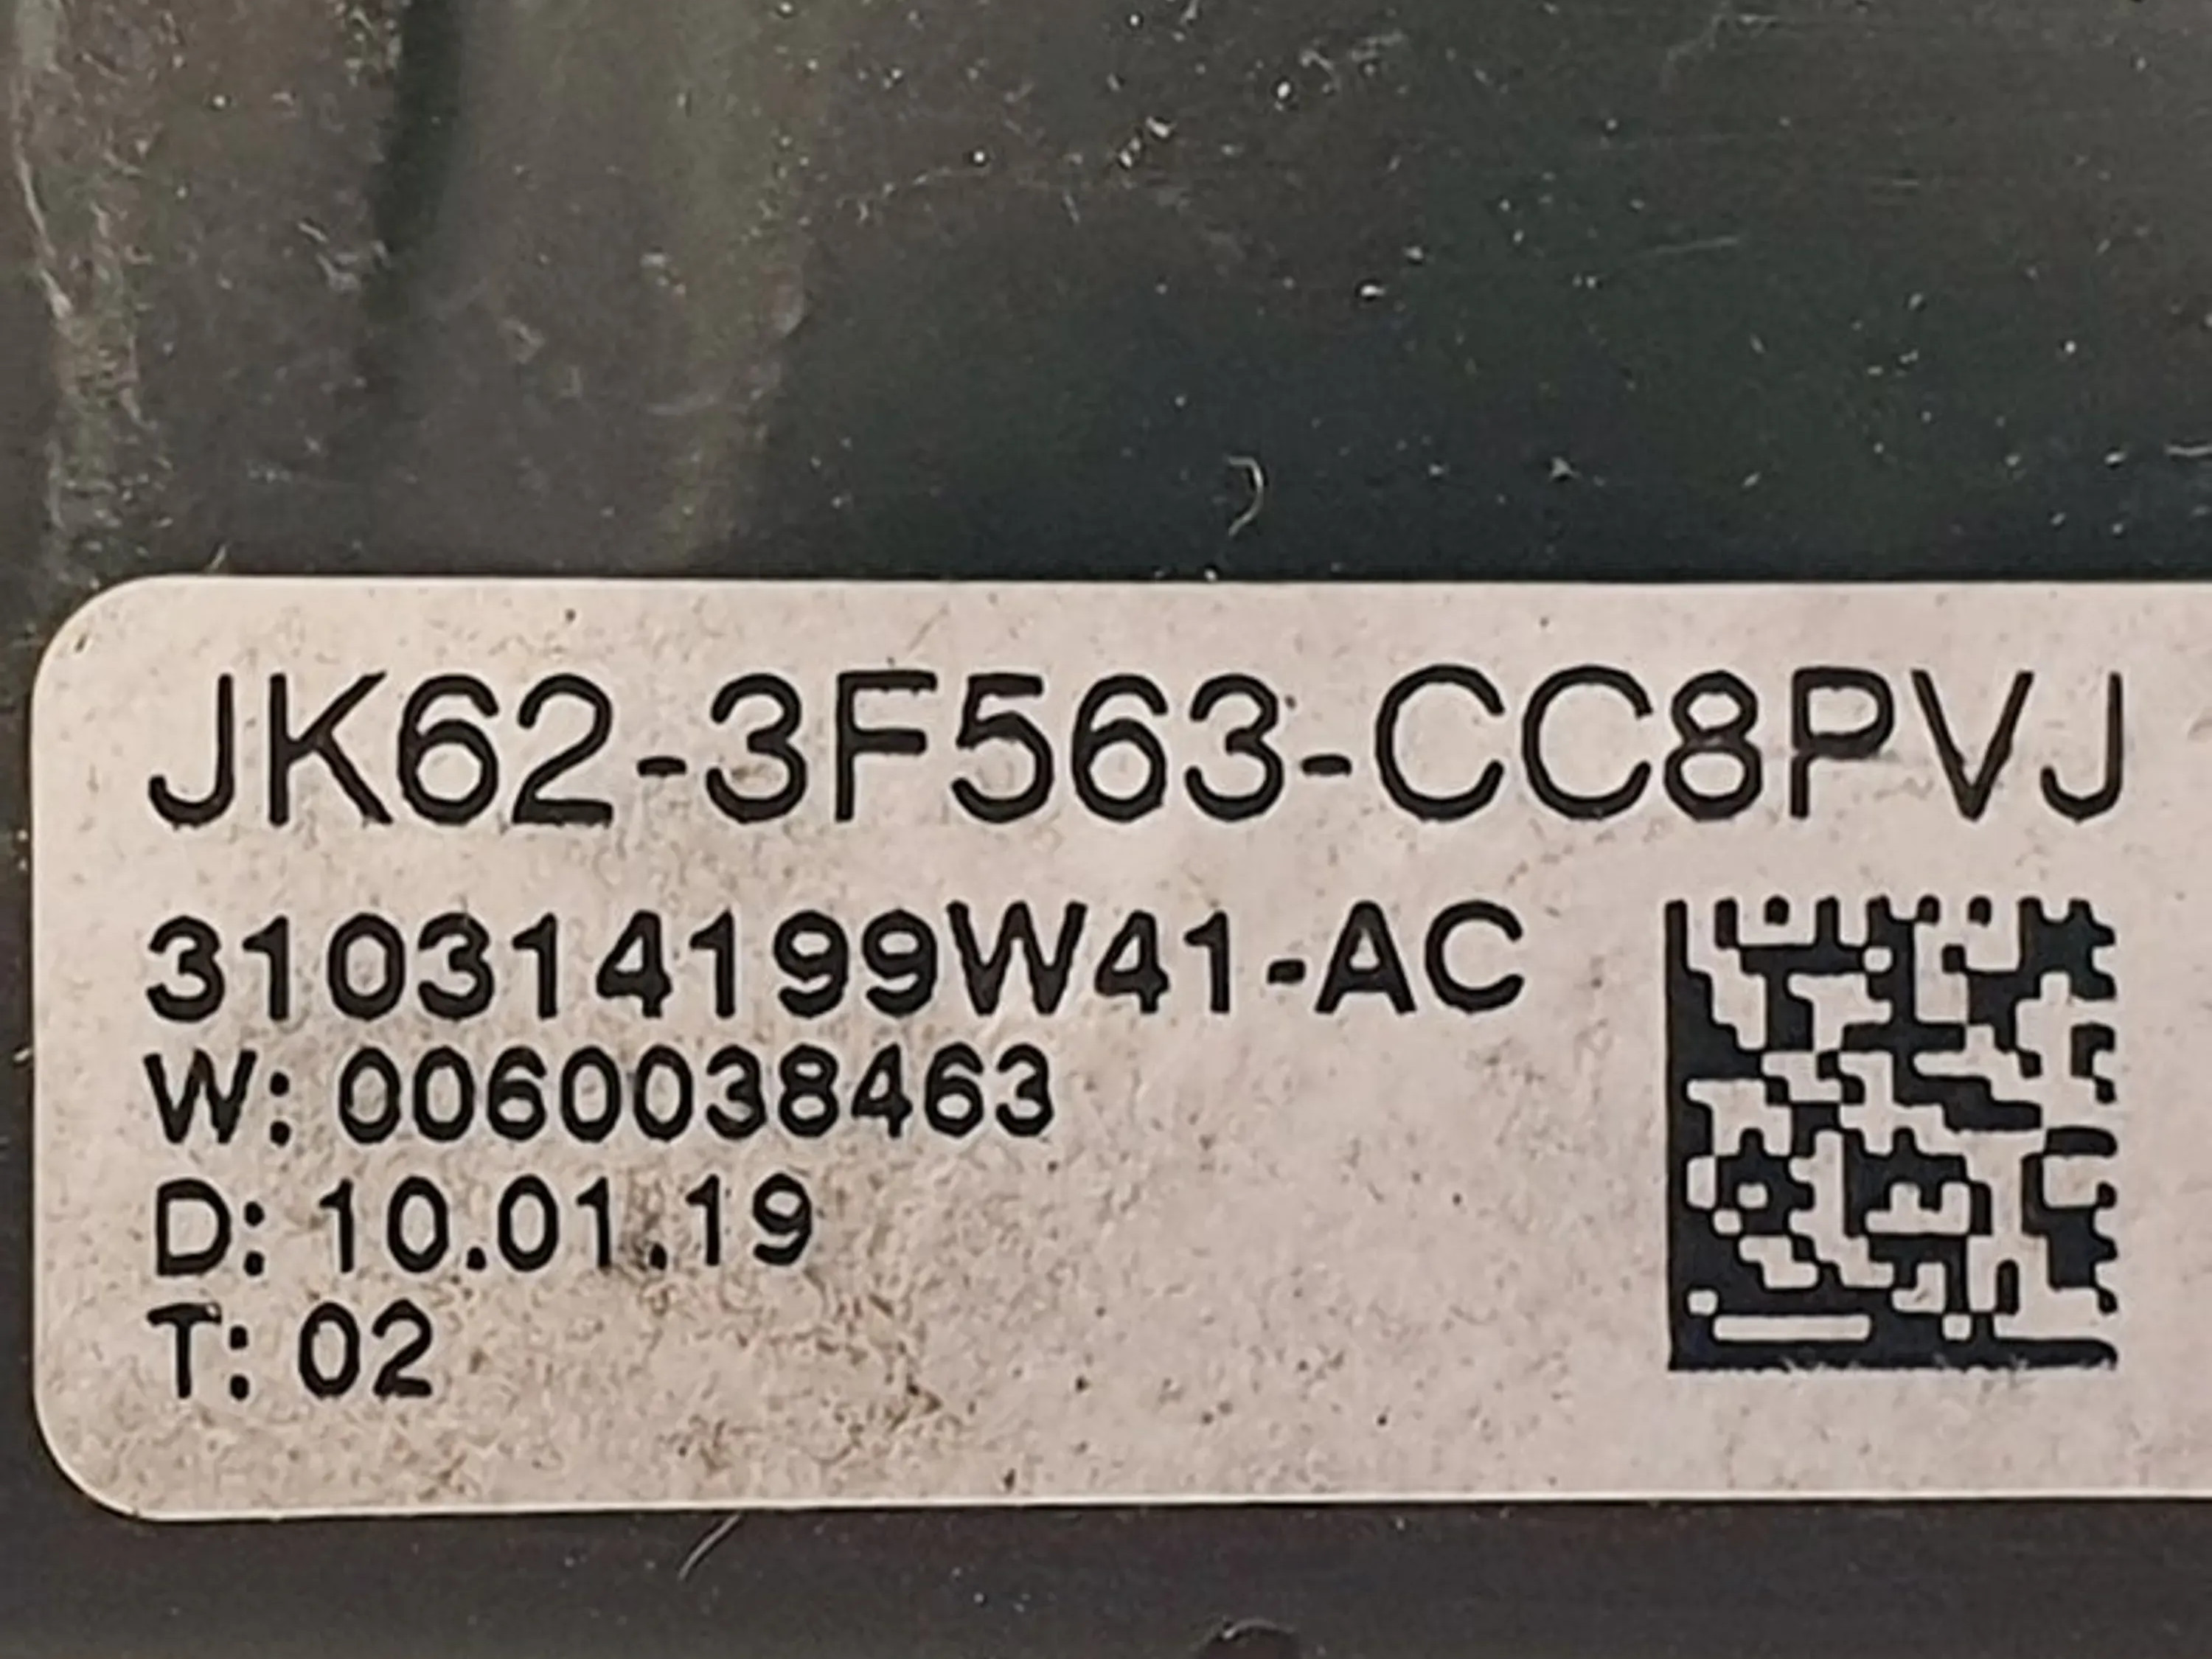 JK62-3F563-CC8PVJ
310314199W41-AC
W: 0060038463
D: 10.01.19
T: 02